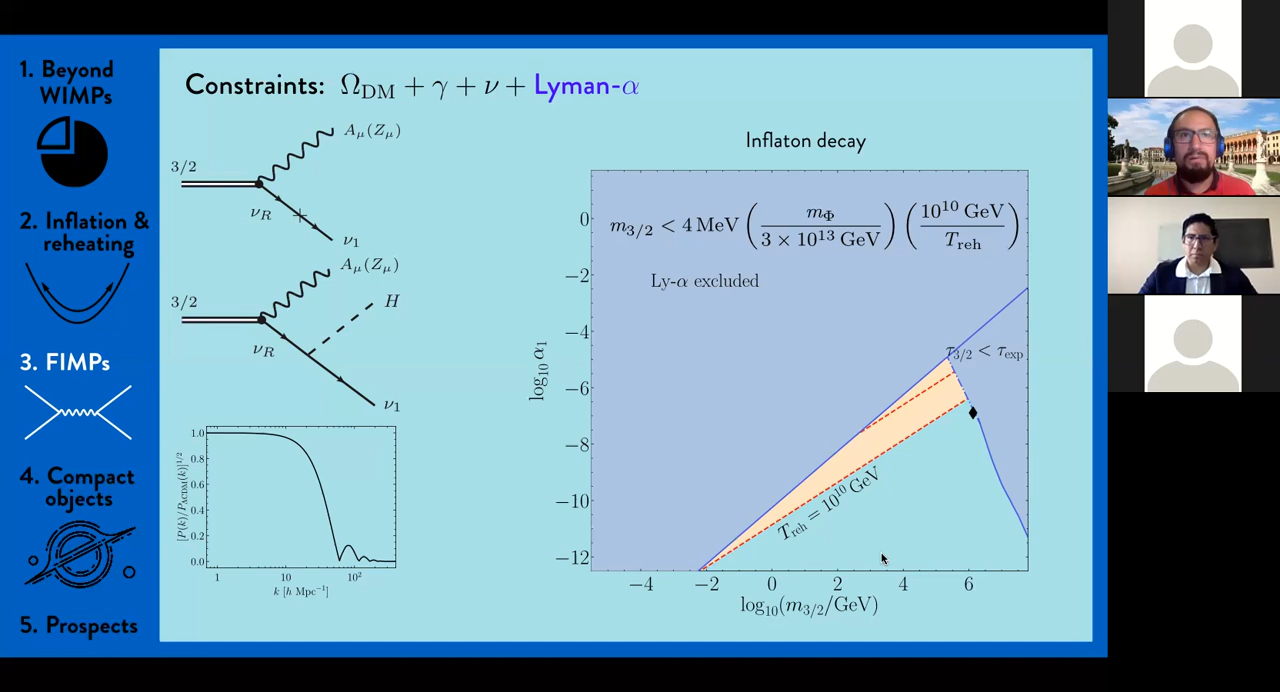 1. Beyond
WIMPs
2. Inflation &
reheating
3. FIMPs
4. Compact
objects
5. Prospects
Constraints: Ω_DM + γ + ν + Lyman-α
3/2
A_μ(Z_μ)
ν_R
ν_1
3/2
A_μ(Z_μ)
H
ν_R
ν_1
[P(k)/P_ΛCDM(k)]^1/2
1.0
0.8
0.6
0.4
0.2
0.0
1 10 10^2
k [h Mpc^−1]
Inflaton decay
m_3/2 < 4 MeV (m_Φ / 3 × 10^13 GeV) (10^10 GeV / T_reh)
Ly-α excluded
τ_3/2 < τ_exp
T_reh = 10^10 GeV
log_10 α_1
0
−2
−4
−6
−8
−10
−12
−4 −2 0 2 4 6
log_10(m_3/2/GeV)